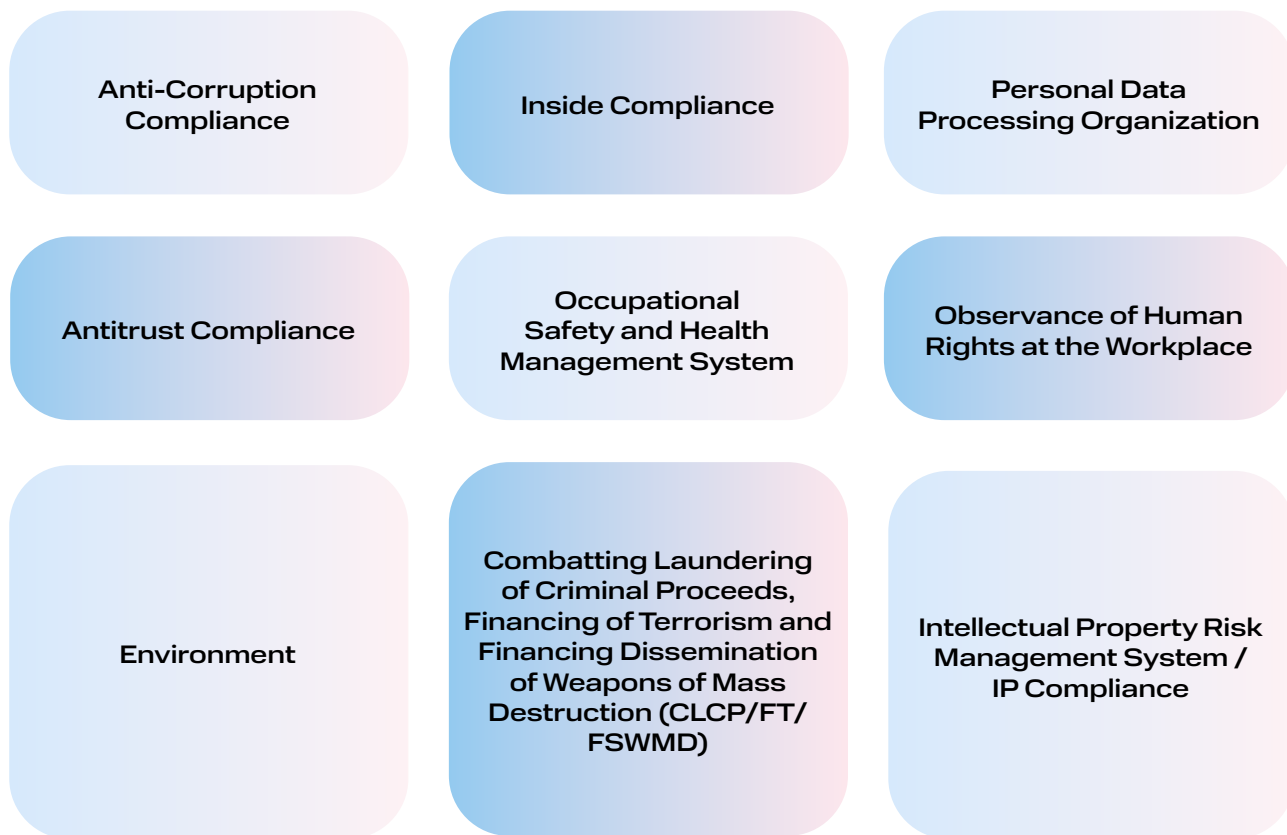 Anti-Corruption
Compliance
Inside Compliance
Personal Data
Processing Organization
Antitrust Compliance
Occupational
Safety and Health
Management System
Observance of Human
Rights at the Workplace
Environment
Combatting Laundering
of Criminal Proceeds,
Financing of Terrorism and
Financing Dissemination
of Weapons of Mass
Destruction (CLCP/FT/
FSWMD)
Intellectual Property Risk
Management System /
IP Compliance